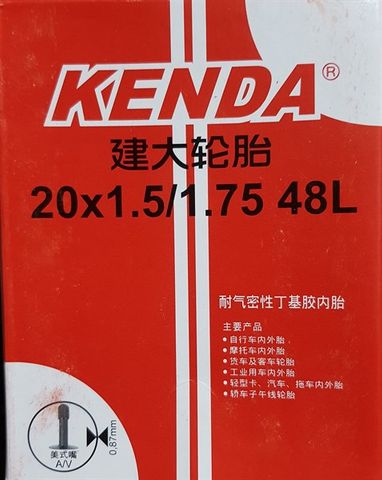 KENDA®
建大轮胎
20x1.5/1.75 48L
耐气密性丁基胶内胎
主要产品
•自行车内外胎
•摩托车内外胎
•货车及客车轮胎
•工业用车内外胎
•轻型卡、汽车、拖车内外胎
•轿车子午线轮胎
美式嘴
A/V
0.87mm